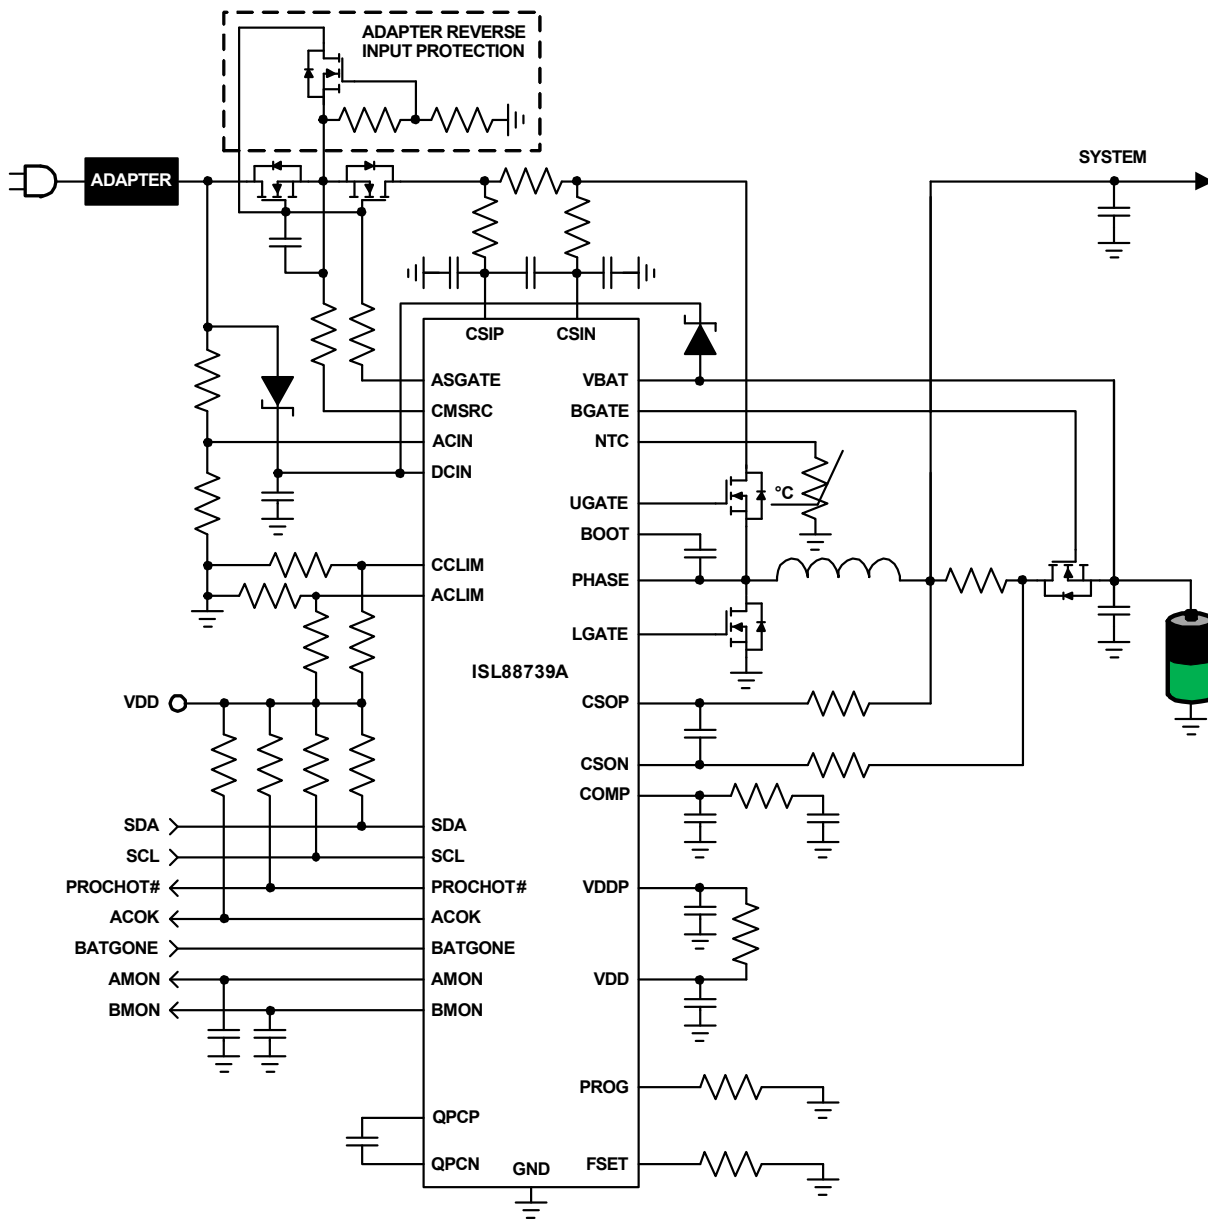 ADAPTER REVERSE
INPUT PROTECTION
ADAPTER
SYSTEM
CSIP
CSIN
ASGATE
CMSRC
ACIN
DCIN
CCLIM
ACLIM
VBAT
BGATE
NTC
°C
UGATE
BOOT
PHASE
LGATE
ISL88739A
VDD
CSOP
CSON
COMP
SDA
SDA
SCL
SCL
PROCHOT#
PROCHOT#
ACOK
ACOK
BATGONE
BATGONE
AMON
AMON
BMON
BMON
VDDP
VDD
PROG
FSET
QPCP
QPCN
GND